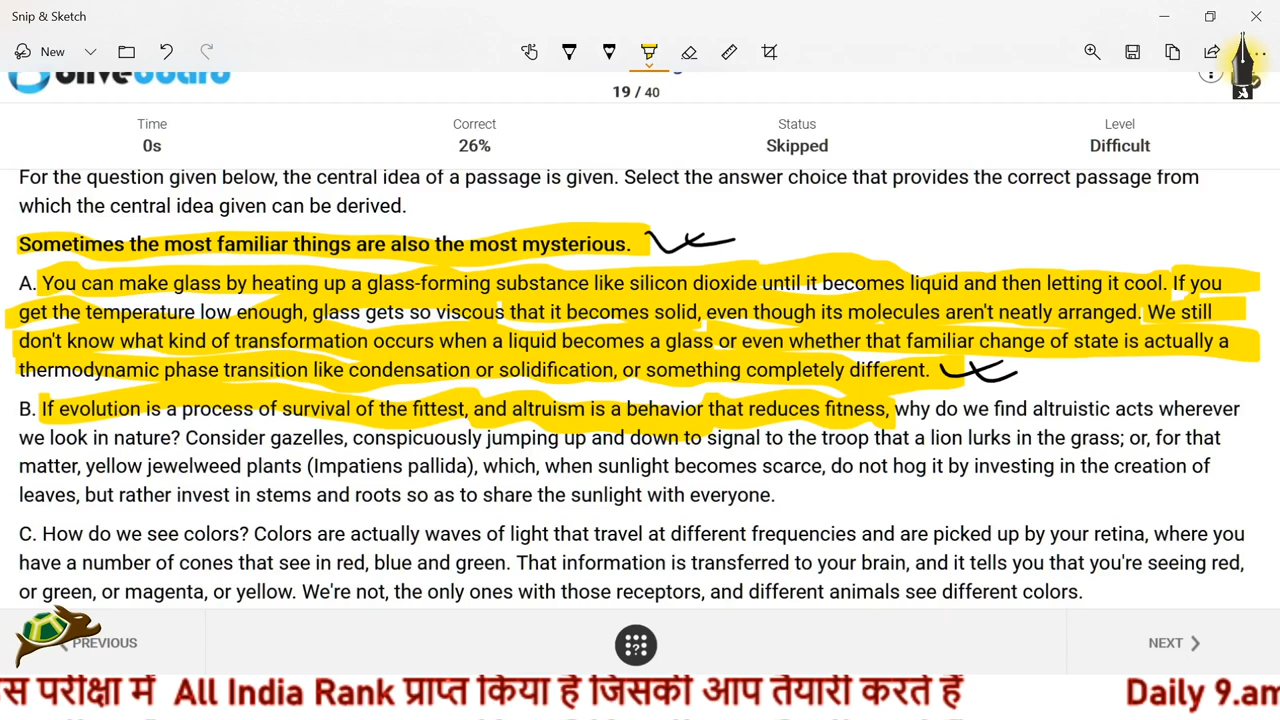 Snip & Sketch
New
19 / 40
Time
Correct
Status
Level
0s
26%
Skipped
Difficult
For the question given below, the central idea of a passage is given. Select the answer choice that provides the correct passage from
which the central idea given can be derived.
Sometimes the most familiar things are also the most mysterious.
A. You can make glass by heating up a glass-forming substance like silicon dioxide until it becomes liquid and then letting it cool. If you
get the temperature low enough, glass gets so viscous that it becomes solid, even though its molecules aren't neatly arranged. We still
don't know what kind of transformation occurs when a liquid becomes a glass or even whether that familiar change of state is actually a
thermodynamic phase transition like condensation or solidification, or something completely different.
B. If evolution is a process of survival of the fittest, and altruism is a behavior that reduces fitness, why do we find altruistic acts wherever
we look in nature? Consider gazelles, conspicuously jumping up and down to signal to the troop that a lion lurks in the grass; or, for that
matter, yellow jewelweed plants (Impatiens pallida), which, when sunlight becomes scarce, do not hog it by investing in the creation of
leaves, but rather invest in stems and roots so as to share the sunlight with everyone.
C. How do we see colors? Colors are actually waves of light that travel at different frequencies and are picked up by your retina, where you
have a number of cones that see in red, blue and green. That information is transferred to your brain, and it tells you that you're seeing red,
or green, or magenta, or yellow. We're not, the only ones with those receptors, and different animals see different colors.
PREVIOUS
NEXT
परीक्षा में All India Rank प्राप्त किया है जिसकी आप तैयारी करते हैं
Daily 9.am